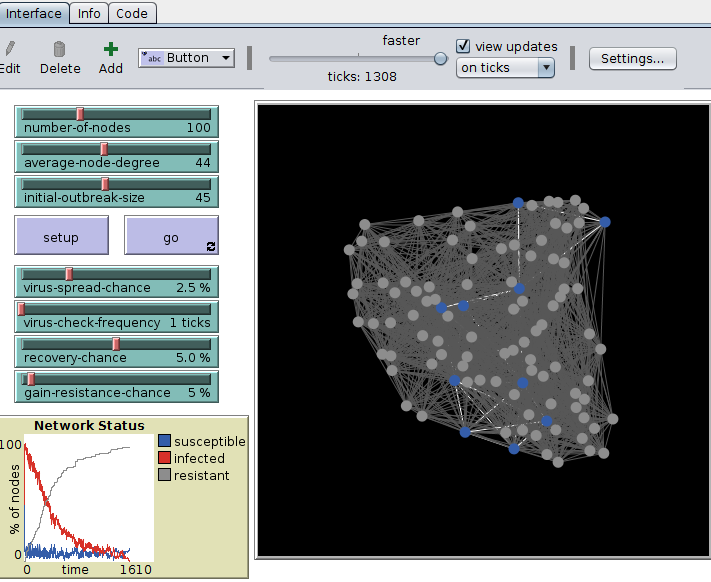 Interface Info Code
Edit Delete Add abc Button faster view updates
ticks: 1308 on ticks Settings...
number-of-nodes 100
average-node-degree 44
initial-outbreak-size 45
setup go
virus-spread-chance 2.5 %
virus-check-frequency 1 ticks
recovery-chance 5.0 %
gain-resistance-chance 5 %
Network Status
100
% of nodes
0
0 time 1610
susceptible
infected
resistant